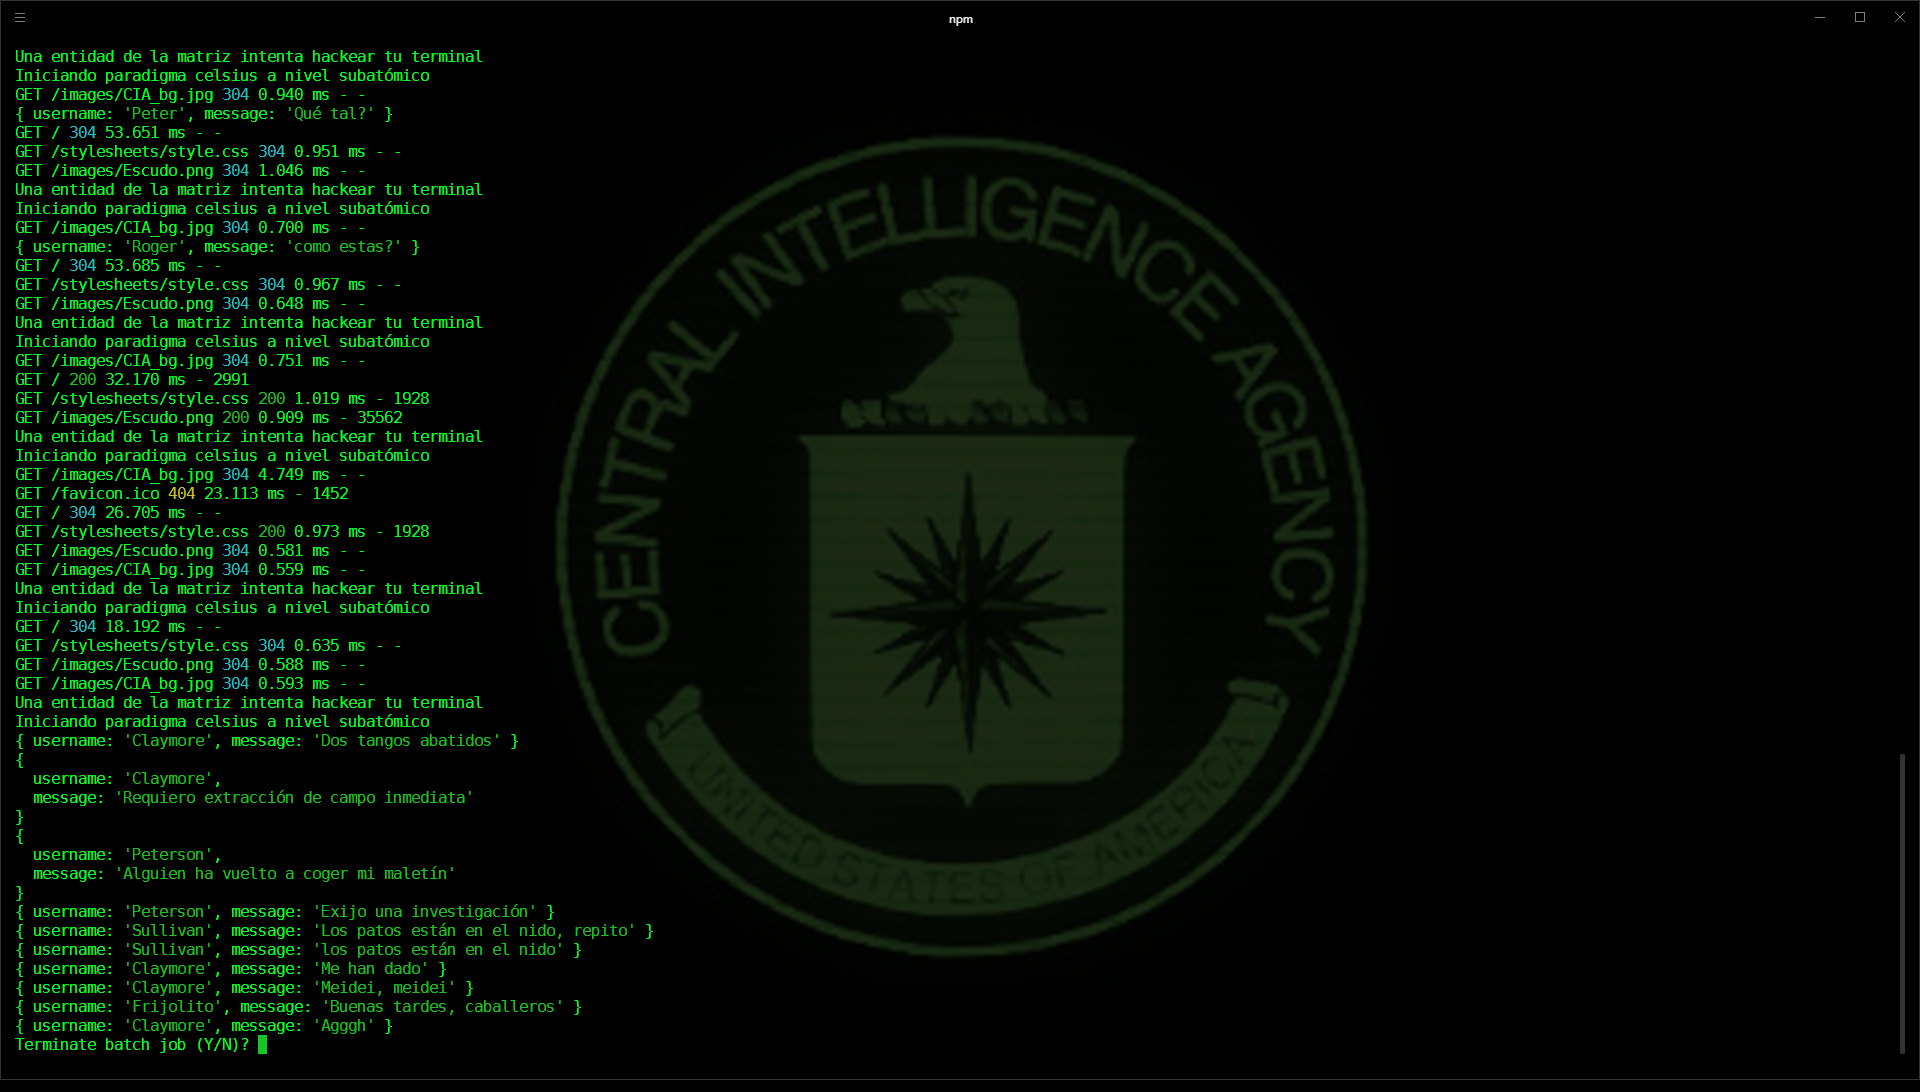 npm
Una entidad de la matriz intenta hackear tu terminal
Iniciando paradigma celsius a nivel subatómico
GET /images/CIA_bg.jpg 304 0.940 ms - -
{ username: 'Peter', message: 'Qué tal?' }
GET / 304 53.651 ms - -
GET /stylesheets/style.css 304 0.951 ms - -
GET /images/Escudo.png 304 1.046 ms - -
Una entidad de la matriz intenta hackear tu terminal
Iniciando paradigma celsius a nivel subatómico
GET /images/CIA_bg.jpg 304 0.700 ms - -
{ username: 'Roger', message: 'como estas?' }
GET / 304 53.685 ms - -
GET /stylesheets/style.css 304 0.967 ms - -
GET /images/Escudo.png 304 0.648 ms - -
Una entidad de la matriz intenta hackear tu terminal
Iniciando paradigma celsius a nivel subatómico
GET /images/CIA_bg.jpg 304 0.751 ms - -
GET / 200 32.170 ms - 2991
GET /stylesheets/style.css 200 1.019 ms - 1928
GET /images/Escudo.png 200 0.909 ms - 35562
Una entidad de la matriz intenta hackear tu terminal
Iniciando paradigma celsius a nivel subatómico
GET /images/CIA_bg.jpg 304 4.749 ms - -
GET /favicon.ico 404 23.113 ms - 1452
GET / 304 26.705 ms - -
GET /stylesheets/style.css 200 0.973 ms - 1928
GET /images/Escudo.png 304 0.581 ms - -
GET /images/CIA_bg.jpg 304 0.559 ms - -
Una entidad de la matriz intenta hackear tu terminal
Iniciando paradigma celsius a nivel subatómico
GET / 304 18.192 ms - -
GET /stylesheets/style.css 304 0.635 ms - -
GET /images/Escudo.png 304 0.588 ms - -
GET /images/CIA_bg.jpg 304 0.593 ms - -
Una entidad de la matriz intenta hackear tu terminal
Iniciando paradigma celsius a nivel subatómico
{ username: 'Claymore', message: 'Dos tangos abatidos' }
{
  username: 'Claymore',
  message: 'Requiero extracción de campo inmediata'
}
{
  username: 'Peterson',
  message: 'Alguien ha vuelto a coger mi maletín'
}
{ username: 'Peterson', message: 'Exijo una investigación' }
{ username: 'Sullivan', message: 'Los patos están en el nido, repito' }
{ username: 'Sullivan', message: 'los patos están en el nido' }
{ username: 'Claymore', message: 'Me han dado' }
{ username: 'Claymore', message: 'Meidei, meidei' }
{ username: 'Frijolito', message: 'Buenas tardes, caballeros' }
{ username: 'Claymore', message: 'Agggh' }
Terminate batch job (Y/N)?
CENTRAL INTELLIGENCE AGENCY
UNITED STATES OF AMERICA